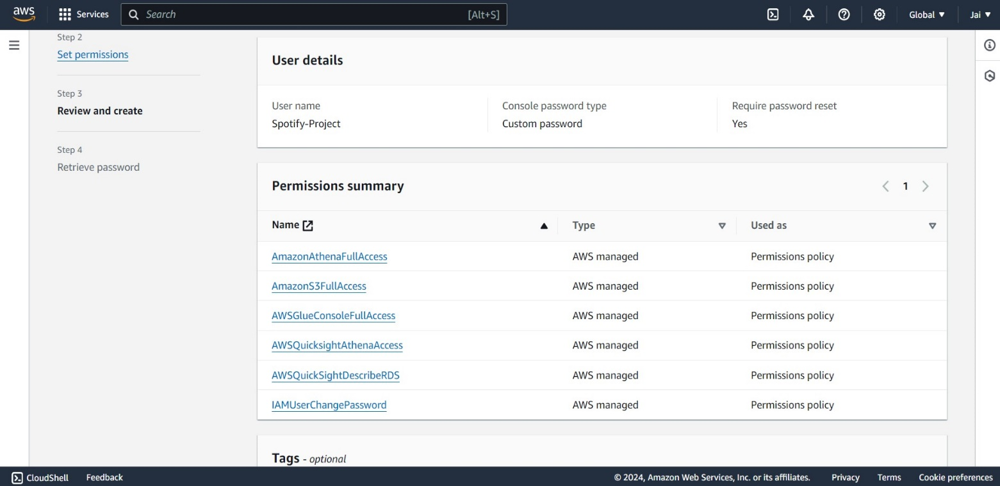 aws Services Search [Alt+S] Global Jai
Step 2
Set permissions
Step 3
Review and create
Step 4
Retrieve password
User details
User name Console password type Require password reset
Spotify-Project Custom password Yes
Permissions summary 1
Name Type Used as
AmazonAthenaFullAccess AWS managed Permissions policy
AmazonS3FullAccess AWS managed Permissions policy
AWSGlueConsoleFullAccess AWS managed Permissions policy
AWSQuicksightAthenaAccess AWS managed Permissions policy
AWSQuickSightDescribeRDS AWS managed Permissions policy
IAMUserChangePassword AWS managed Permissions policy
Tags - optional
CloudShell Feedback © 2024, Amazon Web Services, Inc. or its affiliates. Privacy Terms Cookie preferences